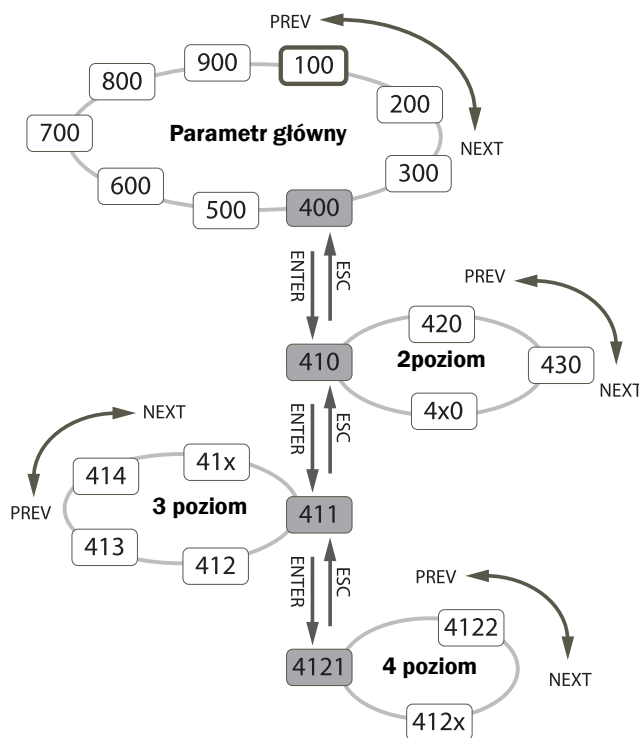 PREV
900
100
800
200
Parametr główny
700
NEXT
300
600
500
400
ENTER
ESC
PREV
420
410
2poziom
430
NEXT
4x0
ENTER
ESC
NEXT
41x
414
3 poziom
PREV
411
413
412
ENTER
ESC
PREV
4122
4121
4 poziom
NEXT
412x